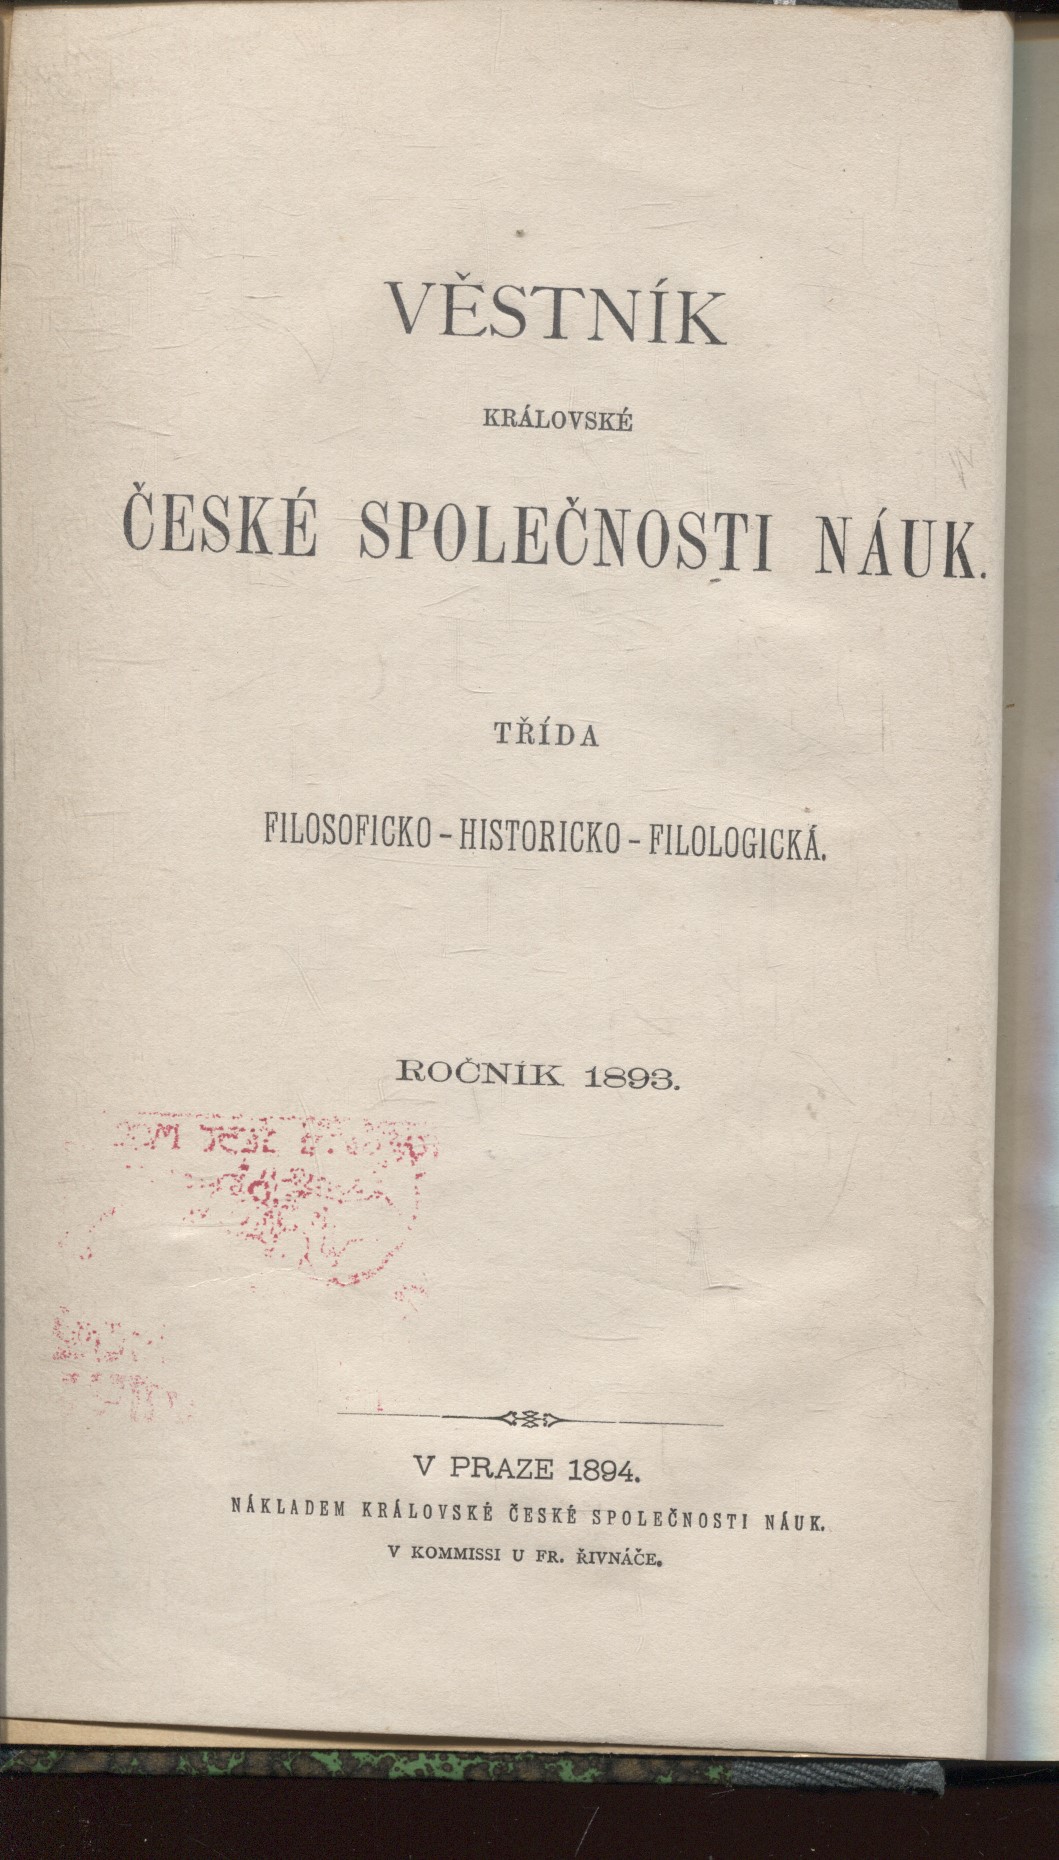 VĚSTNÍK
KRÁLOVSKÉ
ČESKÉ SPOLEČNOSTI NÁUK.
TŘÍDA
FILOSOFICKO-HISTORICKO-FILOLOGICKÁ.
ROČNÍK 1893.
V PRAZE 1894.
NÁKLADEM KRÁLOVSKÉ ČESKÉ SPOLEČNOSTI NÁUK.
V KOMMISSI U FR. ŘIVNÁČE.